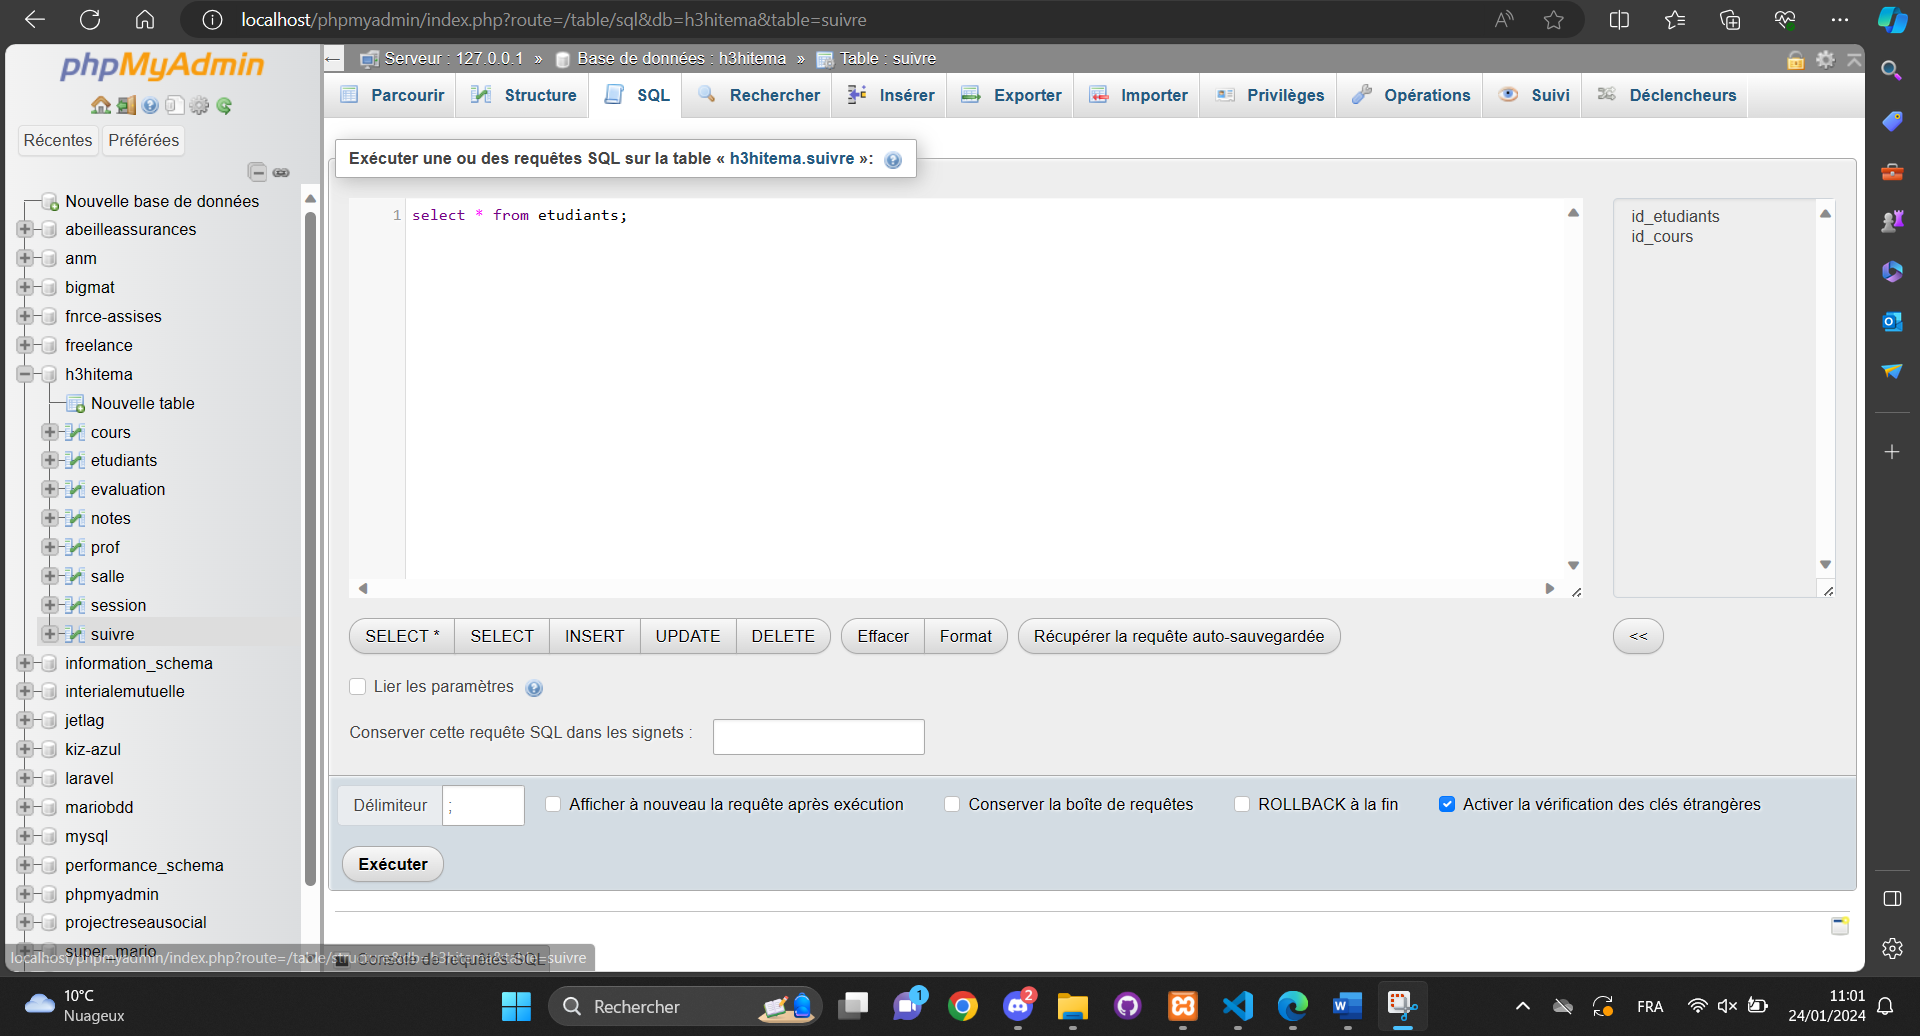 localhost/phpmyadmin/index.php?route=/table/sql&db=h3hitema&table=suivre
phpMyAdmin
Récentes Préférées
Nouvelle base de données
abeilleassurances
anm
bigmat
fnrce-assises
freelance
h3hitema
Nouvelle table
cours
etudiants
evaluation
notes
prof
salle
session
suivre
information_schema
interialemutuelle
jetlag
kiz-azul
laravel
mariobdd
mysql
performance_schema
phpmyadmin
projectreseausocial
super_mario
localhost/phpmyadmin/index.php?route=/table/structure&db=h3hitema&table=suivre
Serveur : 127.0.0.1 » Base de données : h3hitema » Table : suivre
Parcourir Structure SQL Rechercher Insérer Exporter Importer Privilèges Opérations Suivi Déclencheurs
Exécuter une ou des requêtes SQL sur la table « h3hitema.suivre »:
1 select * from etudiants;
id_etudiants
id_cours
SELECT * SELECT INSERT UPDATE DELETE Effacer Format Récupérer la requête auto-sauvegardée <<
Lier les paramètres
Conserver cette requête SQL dans les signets :
Délimiteur ; Afficher à nouveau la requête après exécution Conserver la boîte de requêtes ROLLBACK à la fin Activer la vérification des clés étrangères
Exécuter
Console de requêtes SQL
10°C
Nuageux
Rechercher
1
2
FRA
11:01
24/01/2024